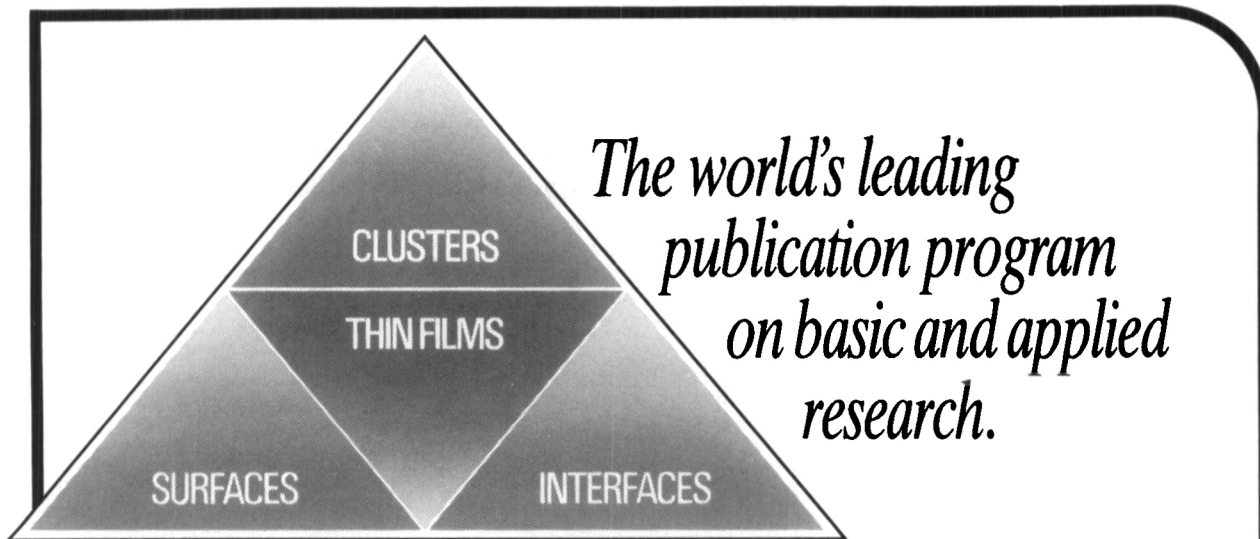 CLUSTERS
THIN FILMS
SURFACES
INTERFACES
The world's leading
publication program
on basic and applied
research.